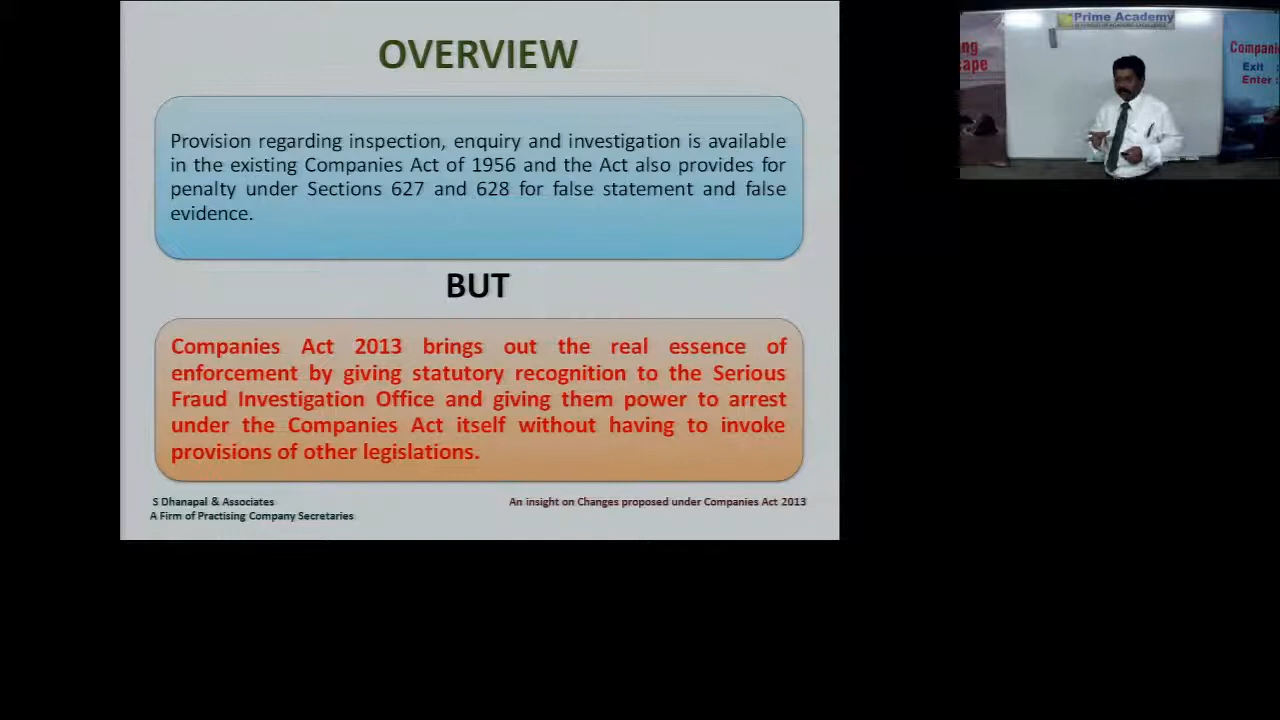 OVERVIEW
Provision regarding inspection, enquiry and investigation is available
in the existing Companies Act of 1956 and the Act also provides for
penalty under Sections 627 and 628 for false statement and false
evidence.
BUT
Companies Act 2013 brings out the real essence of
enforcement by giving statutory recognition to the Serious
Fraud Investigation Office and giving them power to arrest
under the Companies Act itself without having to invoke
provisions of other legislations.
S Dhanapal & Associates
A Firm of Practising Company Secretaries
An insight on Changes proposed under Companies Act 2013
Prime Academy
Exit :
Enter :